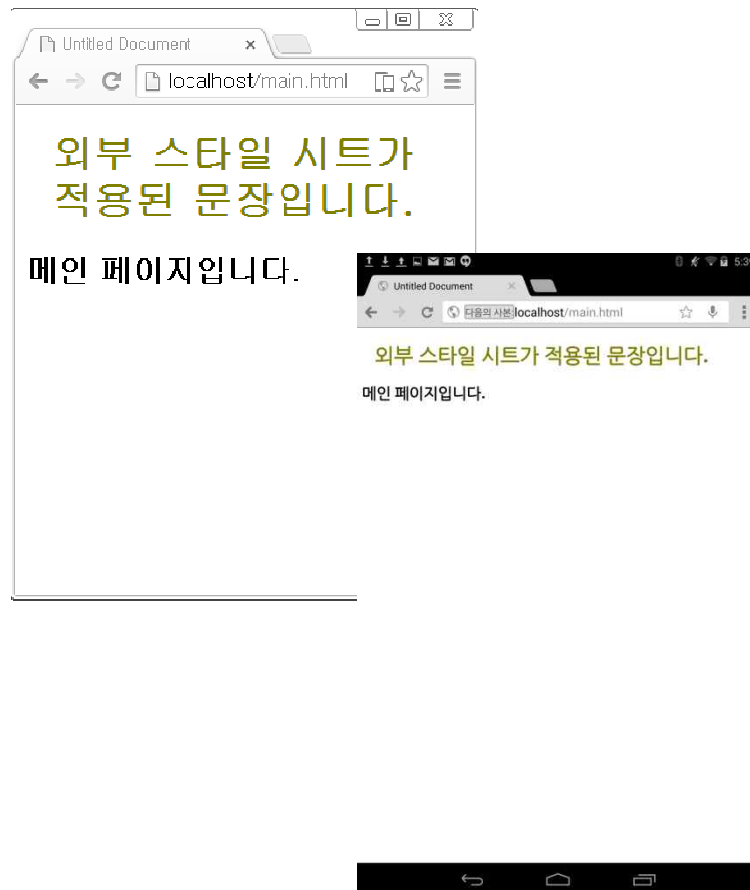 Untitled Document
localhost/main.html
외부 스타일 시트가
적용된 문장입니다.
메인 페이지입니다.
5:39
Untitled Document
다음의 사본:localhost/main.html
외부 스타일 시트가 적용된 문장입니다.
메인 페이지입니다.